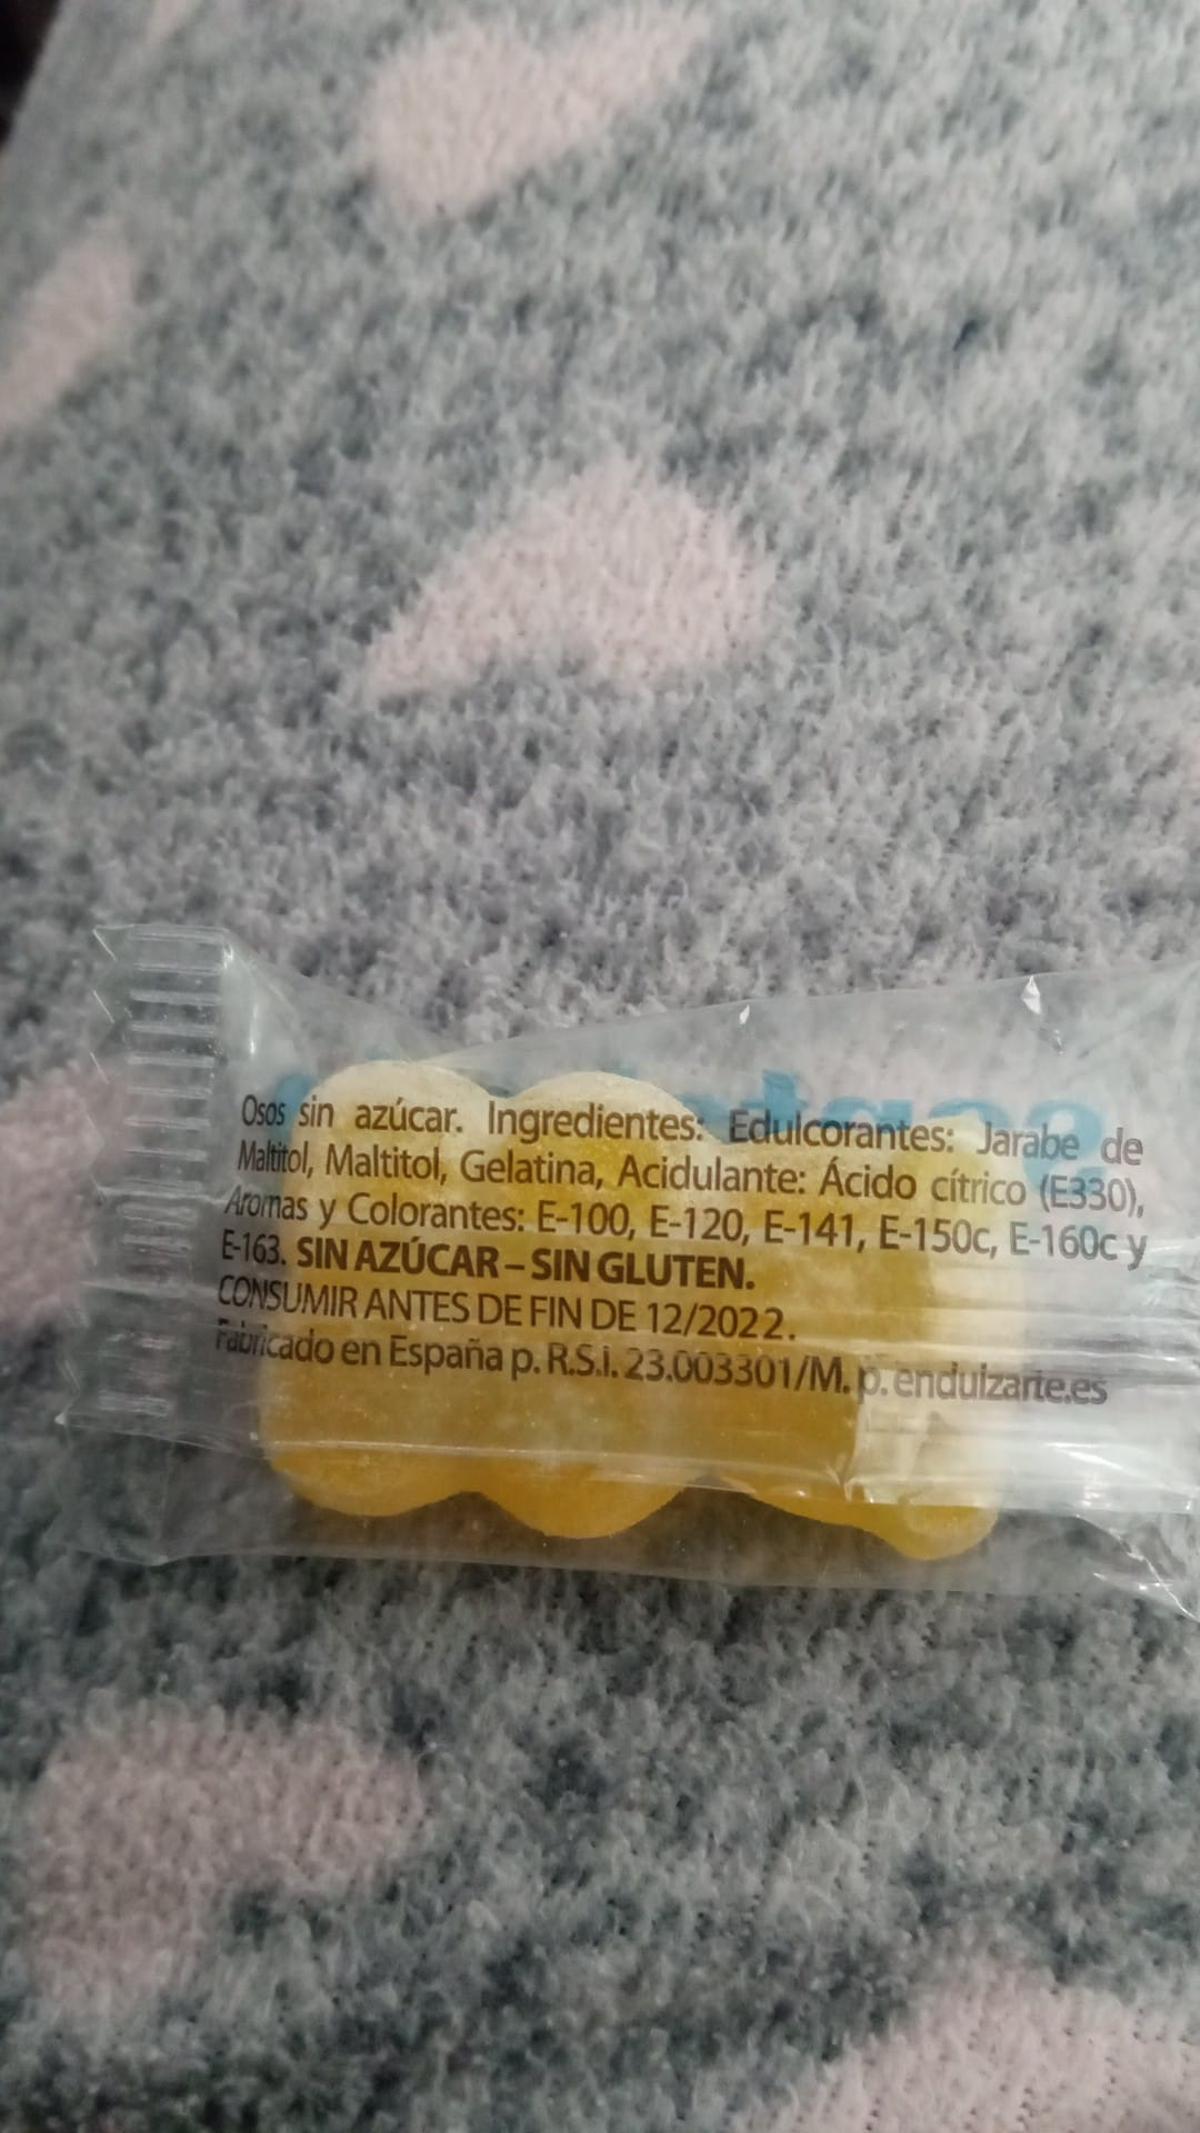 Osos sin azúcar. Ingredientes: Edulcorantes: Jarabe de
Maltitol, Maltitol, Gelatina, Acidulante: Ácido cítrico (E330),
Aromas y Colorantes: E-100, E-120, E-141, E-150c, E-160c y
E-163. SIN AZÚCAR – SIN GLUTEN.
CONSUMIR ANTES DE FIN DE 12/2022.
Fabricado en España p. R.S.I. 23.003301/M. p. endulzarte.es